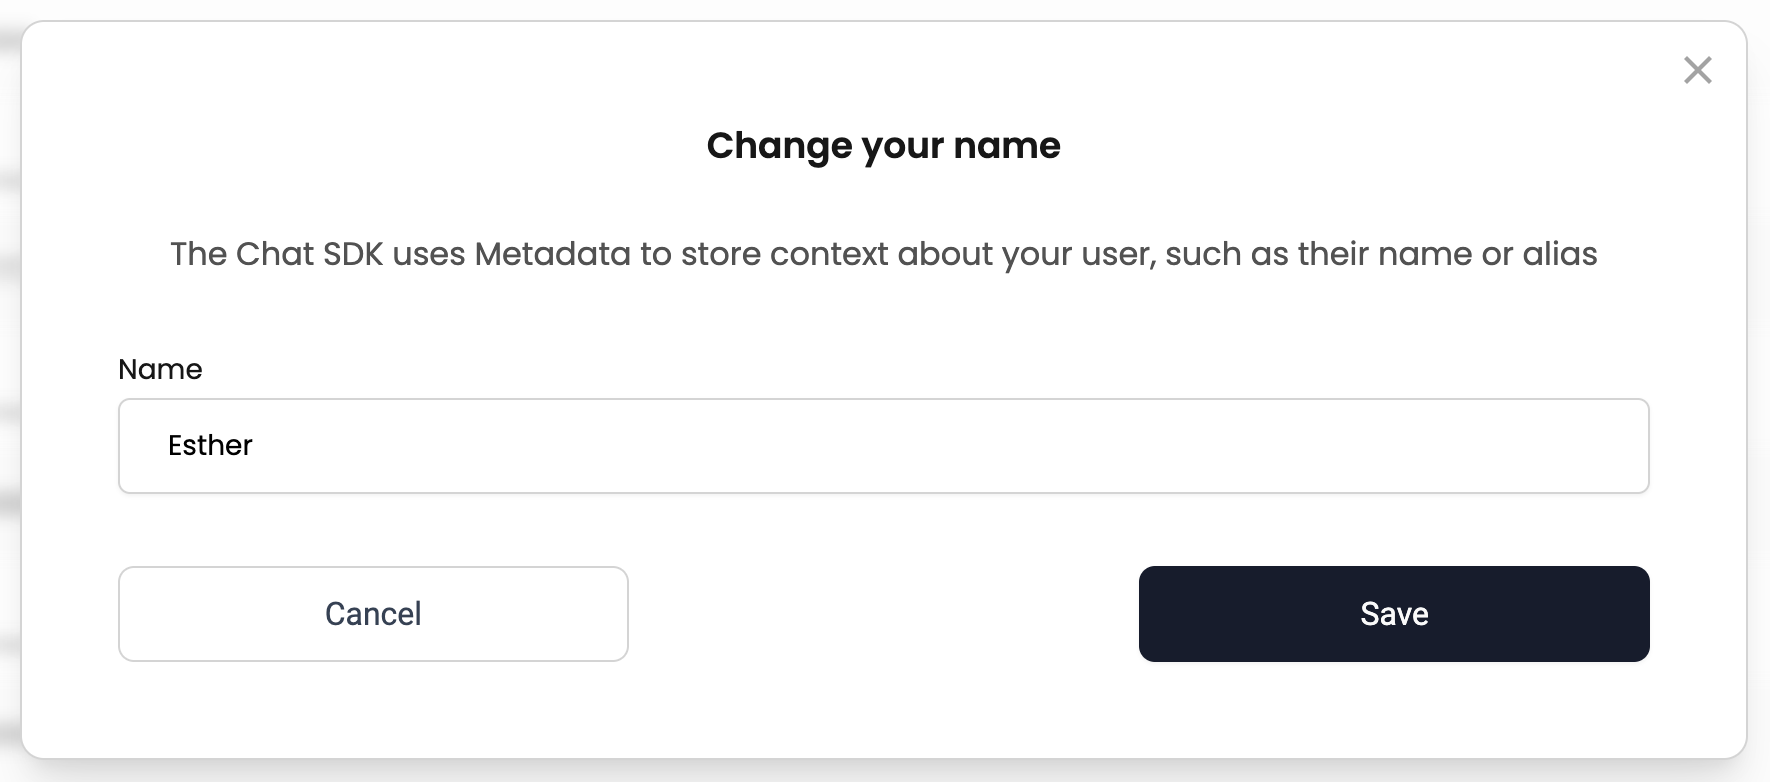 Change your name
The Chat SDK uses Metadata to store context about your user, such as their name or alias
Name
Esther
Cancel
Save